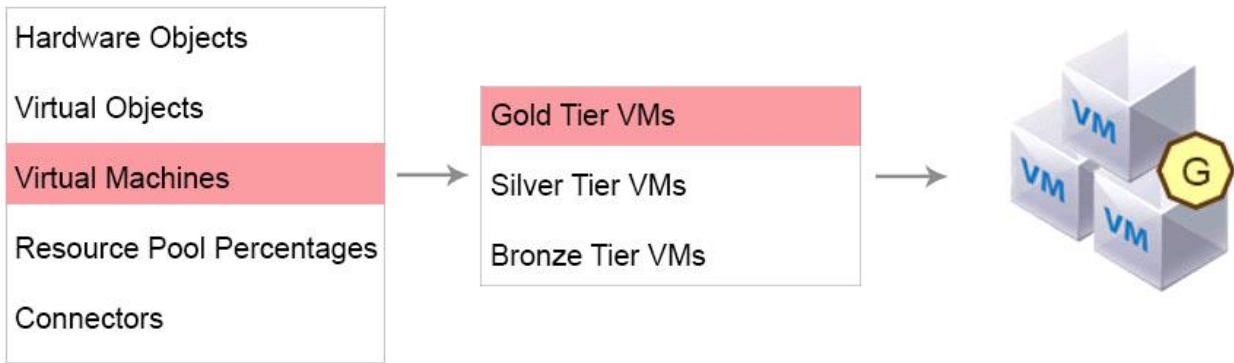 Hardware Objects
Virtual Objects
Virtual Machines
Resource Pool Percentages
Connectors
Gold Tier VMs
Silver Tier VMs
Bronze Tier VMs
VM
VM
VM
G